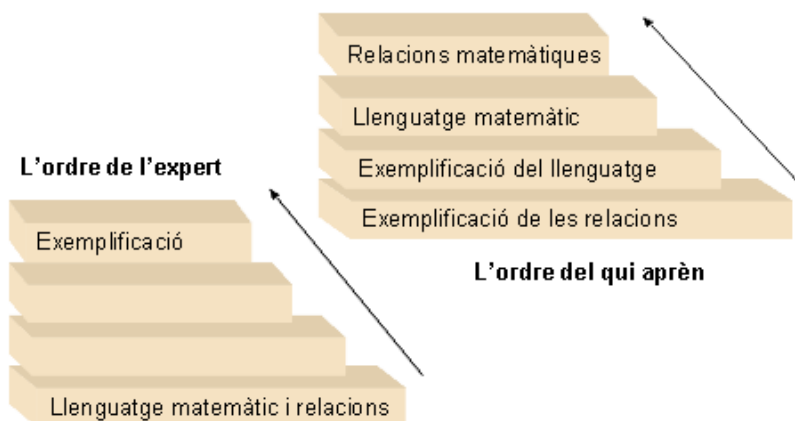 L'ordre de l'expert
Exemplificació
Llenguatge matemàtic i relacions
Relacions matemàtiques
Llenguatge matemàtic
Exemplificació del llenguatge
Exemplificació de les relacions
L'ordre del qui aprèn